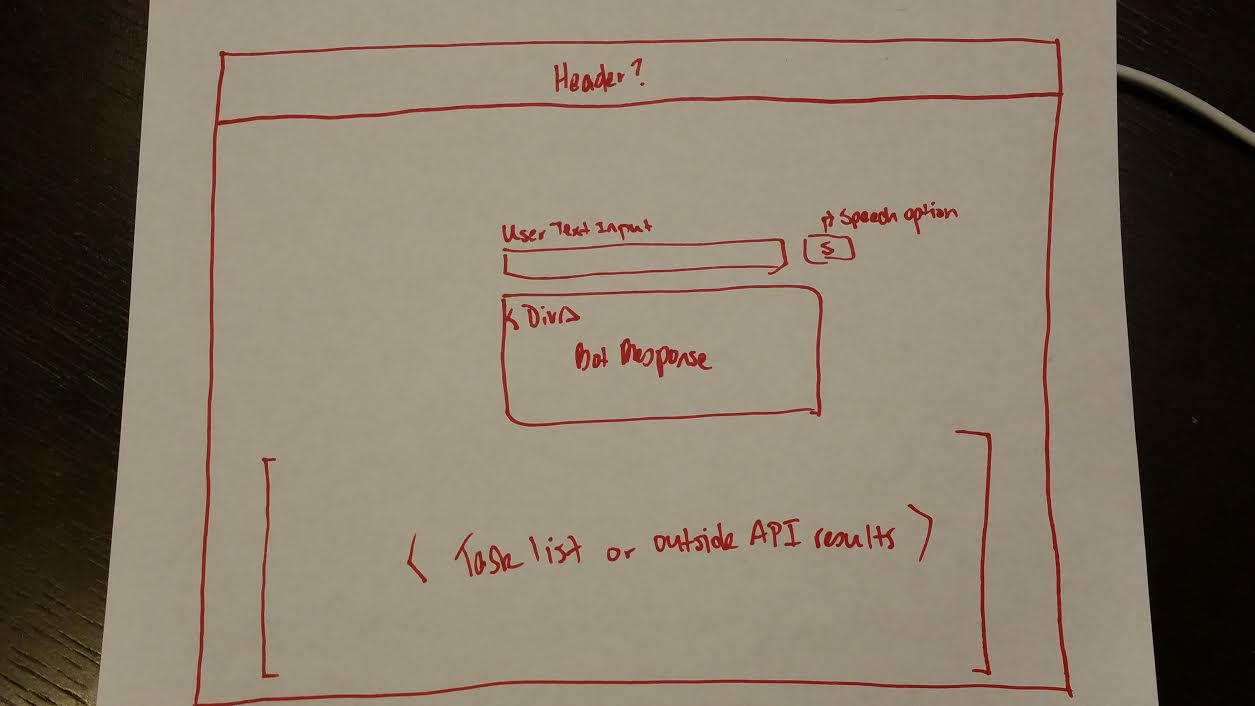 Header?
User Text Input
→ Speech option
S
<Div>
Bot Response
< Task list or outside API results >